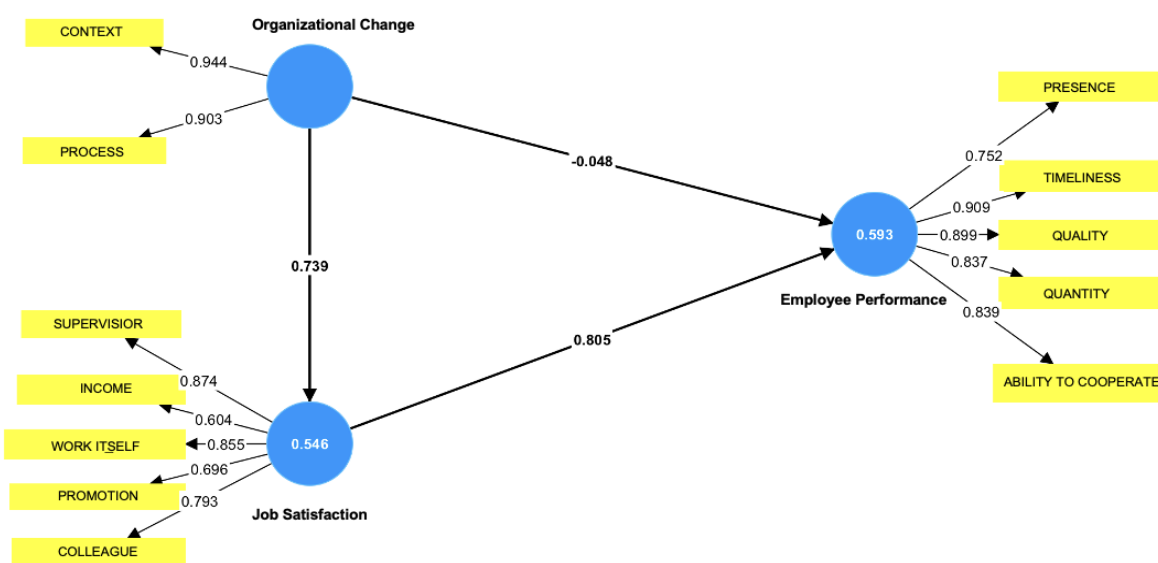 Organizational Change
CONTEXT
0.944
0.903
PROCESS
PRESENCE
-0.048
0.752
TIMELINESS
0.909
0.593
0.899
QUALITY
0.837
QUANTITY
Employee Performance
0.839
ABILITY TO COOPERATE
0.739
0.805
SUPERVISIOR
0.874
INCOME
0.604
WORK ITSELF
0.855
0.546
0.696
PROMOTION
0.793
Job Satisfaction
COLLEAGUE